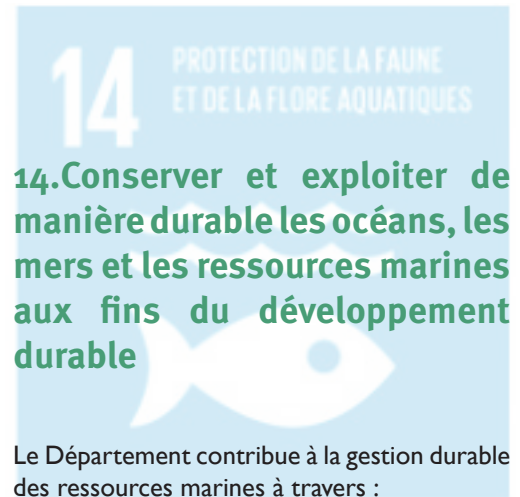 14
PROTECTION DE LA FAUNE
ET DE LA FLORE AQUATIQUES
14.Conserver et exploiter de
manière durable les océans, les
mers et les ressources marines
aux fins du développement
durable
Le Département contribue à la gestion durable
des ressources marines à travers :